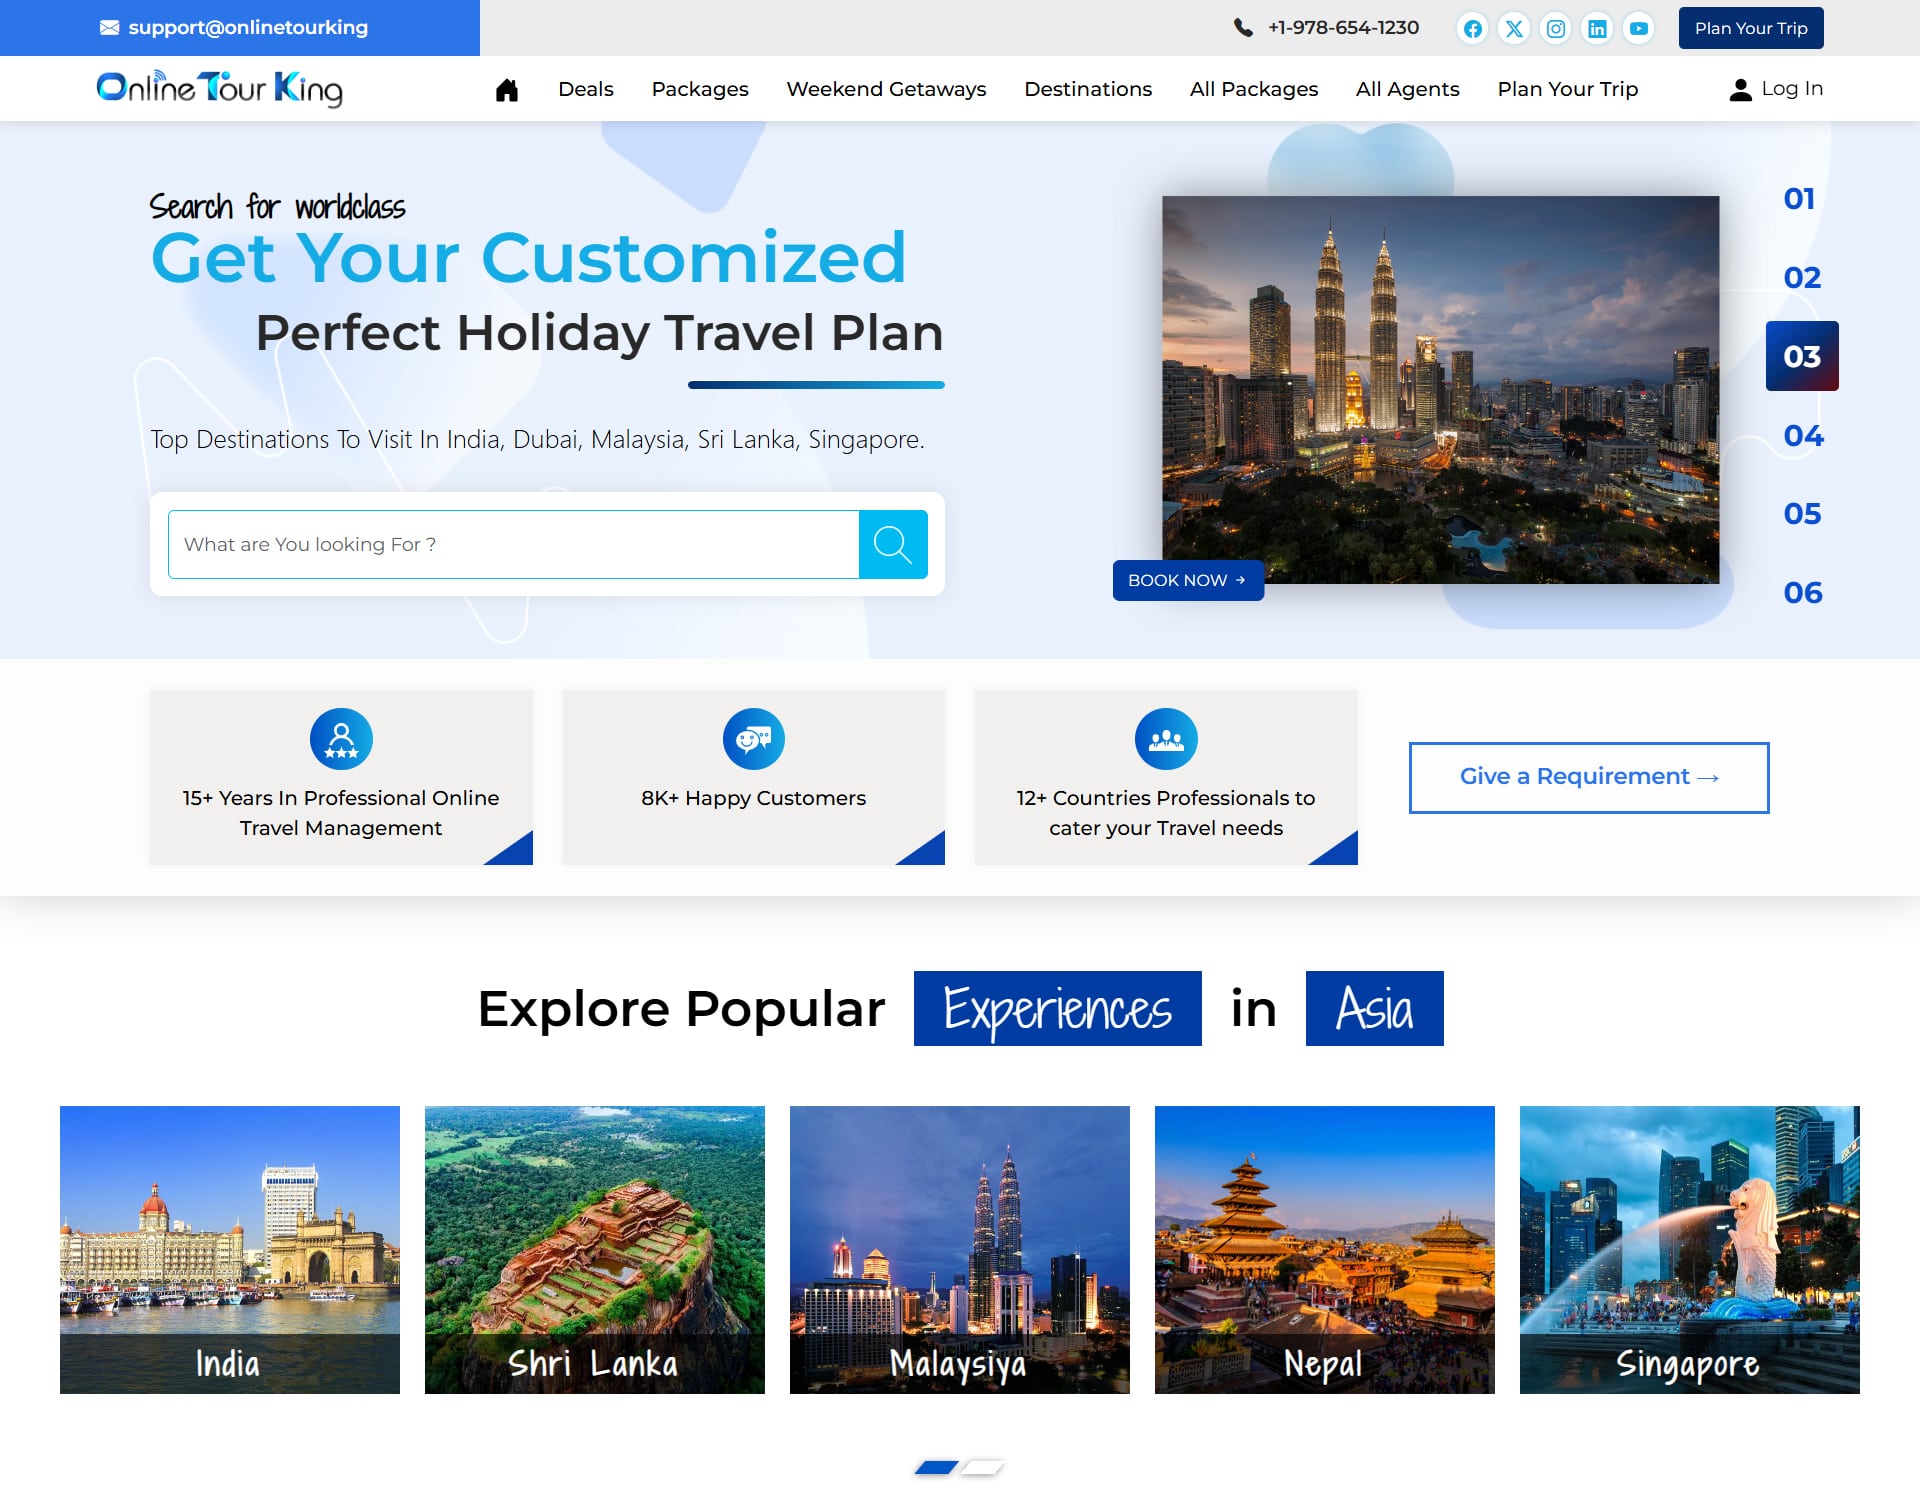 support@onlinetourking
+1-978-654-1230
Plan Your Trip
Online Tour King
Deals
Packages
Weekend Getaways
Destinations
All Packages
All Agents
Plan Your Trip
Log In
Search for worldclass
Get Your Customized
Perfect Holiday Travel Plan
Top Destinations To Visit In India, Dubai, Malaysia, Sri Lanka, Singapore.
What are You looking For ?
BOOK NOW →
01
02
03
04
05
06
15+ Years In Professional Online
Travel Management
8K+ Happy Customers
12+ Countries Professionals to
cater your Travel needs
Give a Requirement →
Explore Popular Experiences in Asia
India
Shri Lanka
Malaysiya
Nepal
Singapore